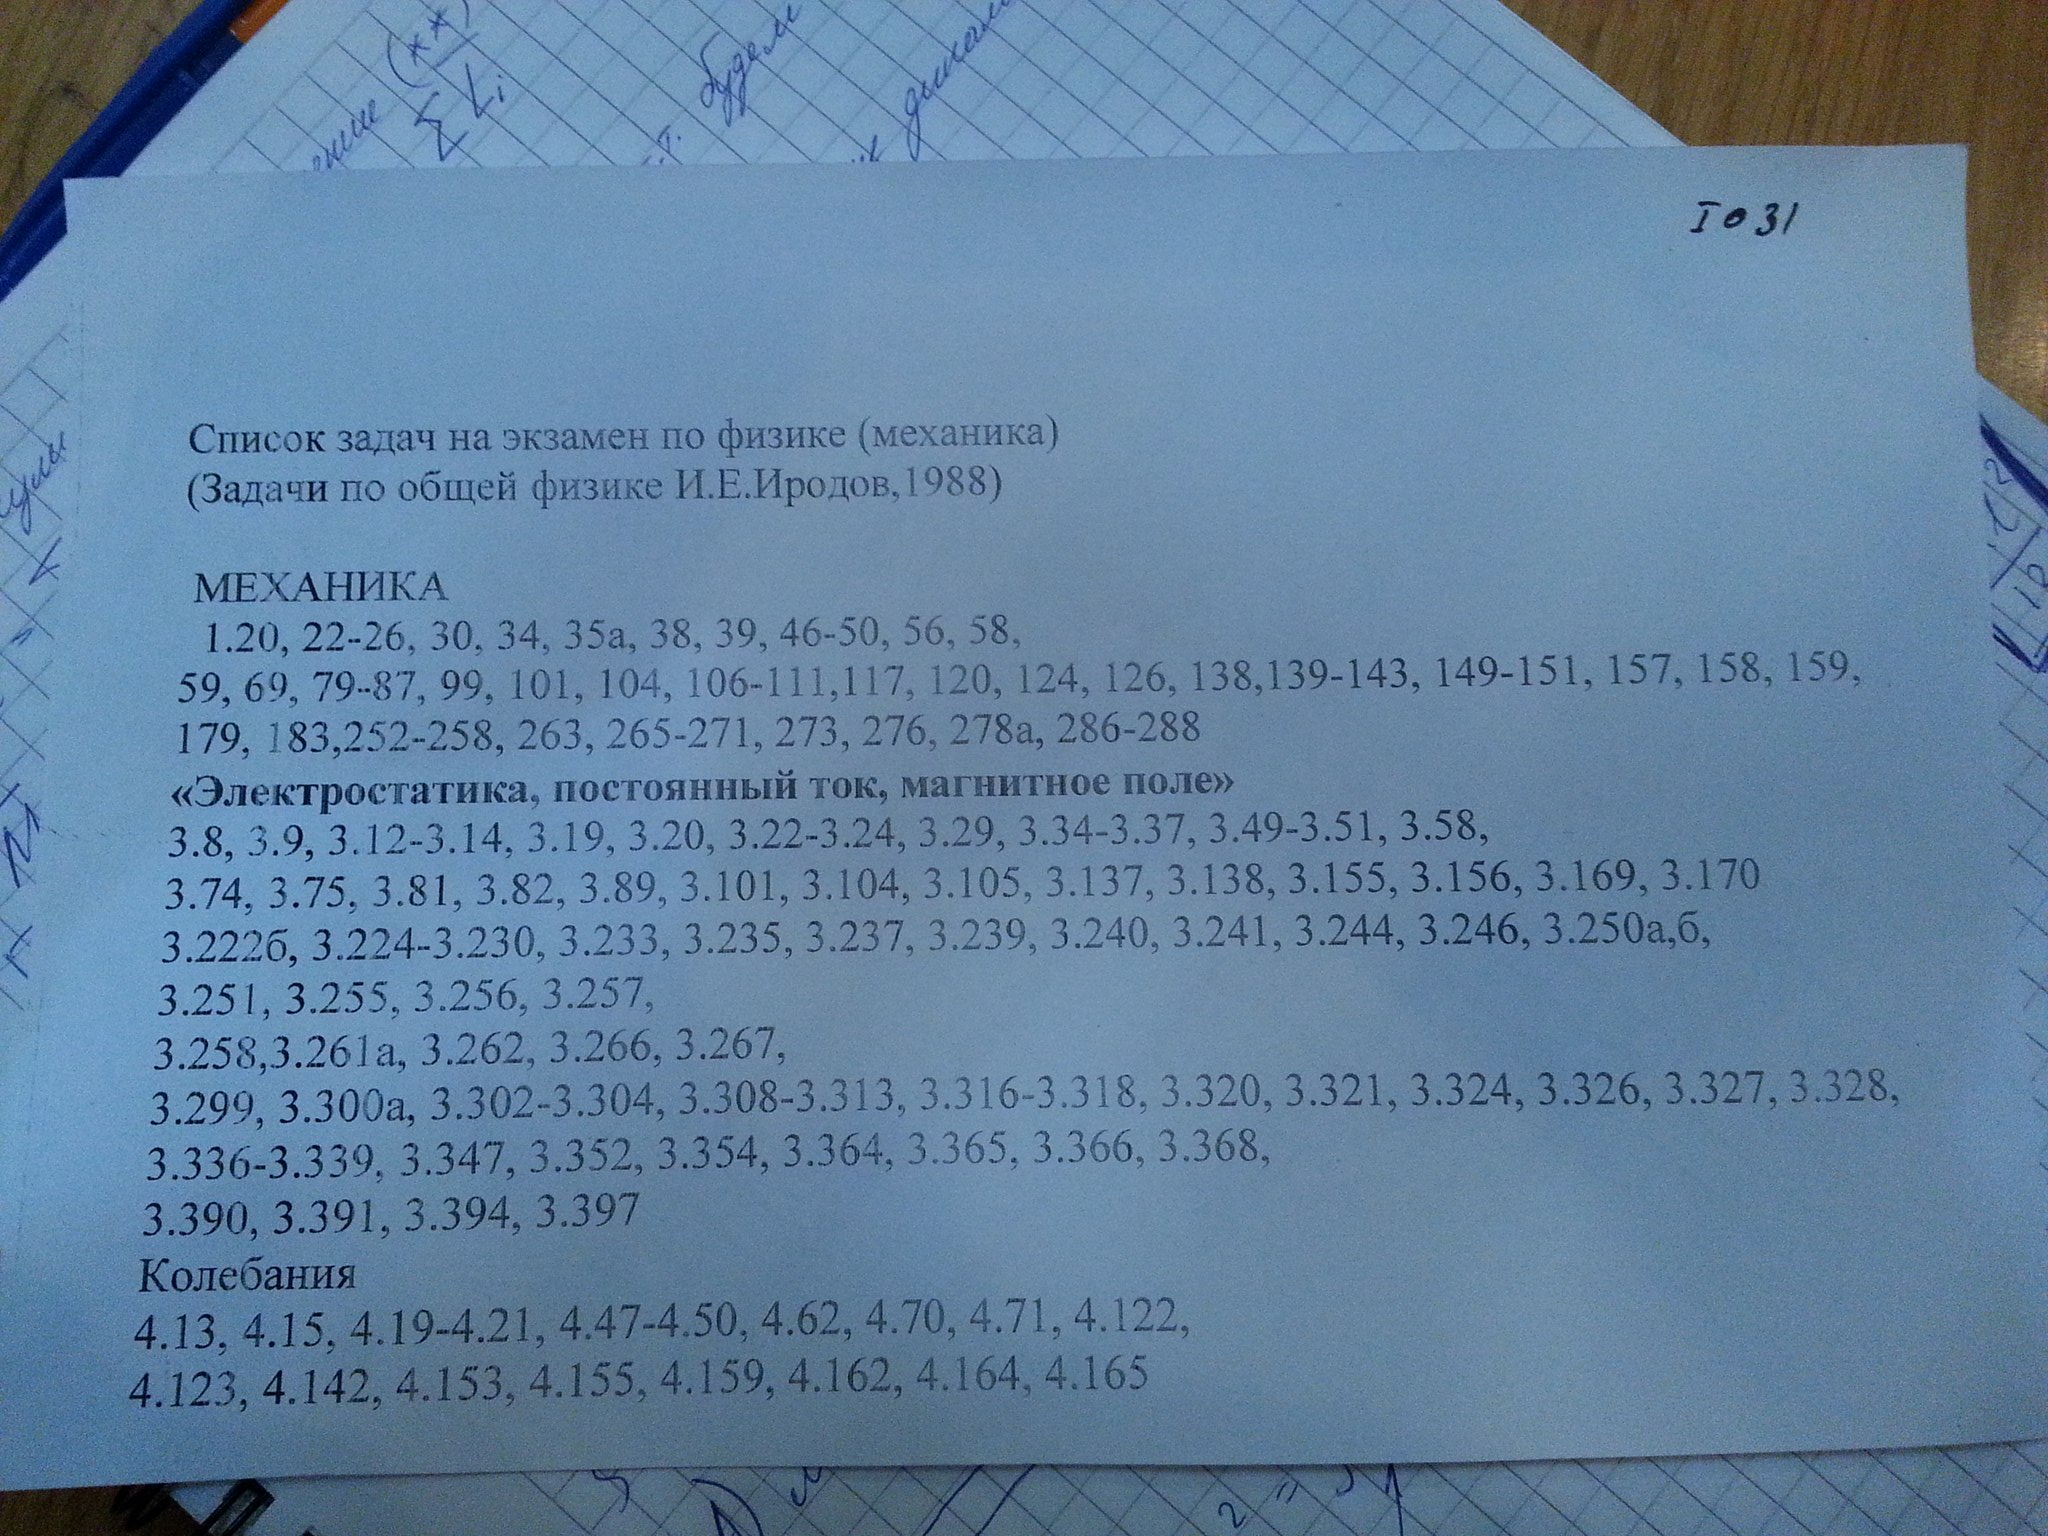 будем
∑ Li
I 0 31
Список задач на экзамен по физике (механика)
(Задачи по общей физике И.Е.Иродов,1988)
МЕХАНИКА
1.20, 22-26, 30, 34, 35а, 38, 39, 46-50, 56, 58,
59, 69, 79-87, 99, 101, 104, 106-111,117, 120, 124, 126, 138,139-143, 149-151, 157, 158, 159,
179, 183,252-258, 263, 265-271, 273, 276, 278а, 286-288
«Электростатика, постоянный ток, магнитное поле»
3.8, 3.9, 3.12-3.14, 3.19, 3.20, 3.22-3.24, 3.29, 3.34-3.37, 3.49-3.51, 3.58,
3.74, 3.75, 3.81, 3.82, 3.89, 3.101, 3.104, 3.105, 3.137, 3.138, 3.155, 3.156, 3.169, 3.170
3.222б, 3.224-3.230, 3.233, 3.235, 3.237, 3.239, 3.240, 3.241, 3.244, 3.246, 3.250а,б,
3.251, 3.255, 3.256, 3.257,
3.258,3.261а, 3.262, 3.266, 3.267,
3.299, 3.300а, 3.302-3.304, 3.308-3.313, 3.316-3.318, 3.320, 3.321, 3.324, 3.326, 3.327, 3.328,
3.336-3.339, 3.347, 3.352, 3.354, 3.364, 3.365, 3.366, 3.368,
3.390, 3.391, 3.394, 3.397
Колебания
4.13, 4.15, 4.19-4.21, 4.47-4.50, 4.62, 4.70, 4.71, 4.122,
4.123, 4.142, 4.153, 4.155, 4.159, 4.162, 4.164, 4.165